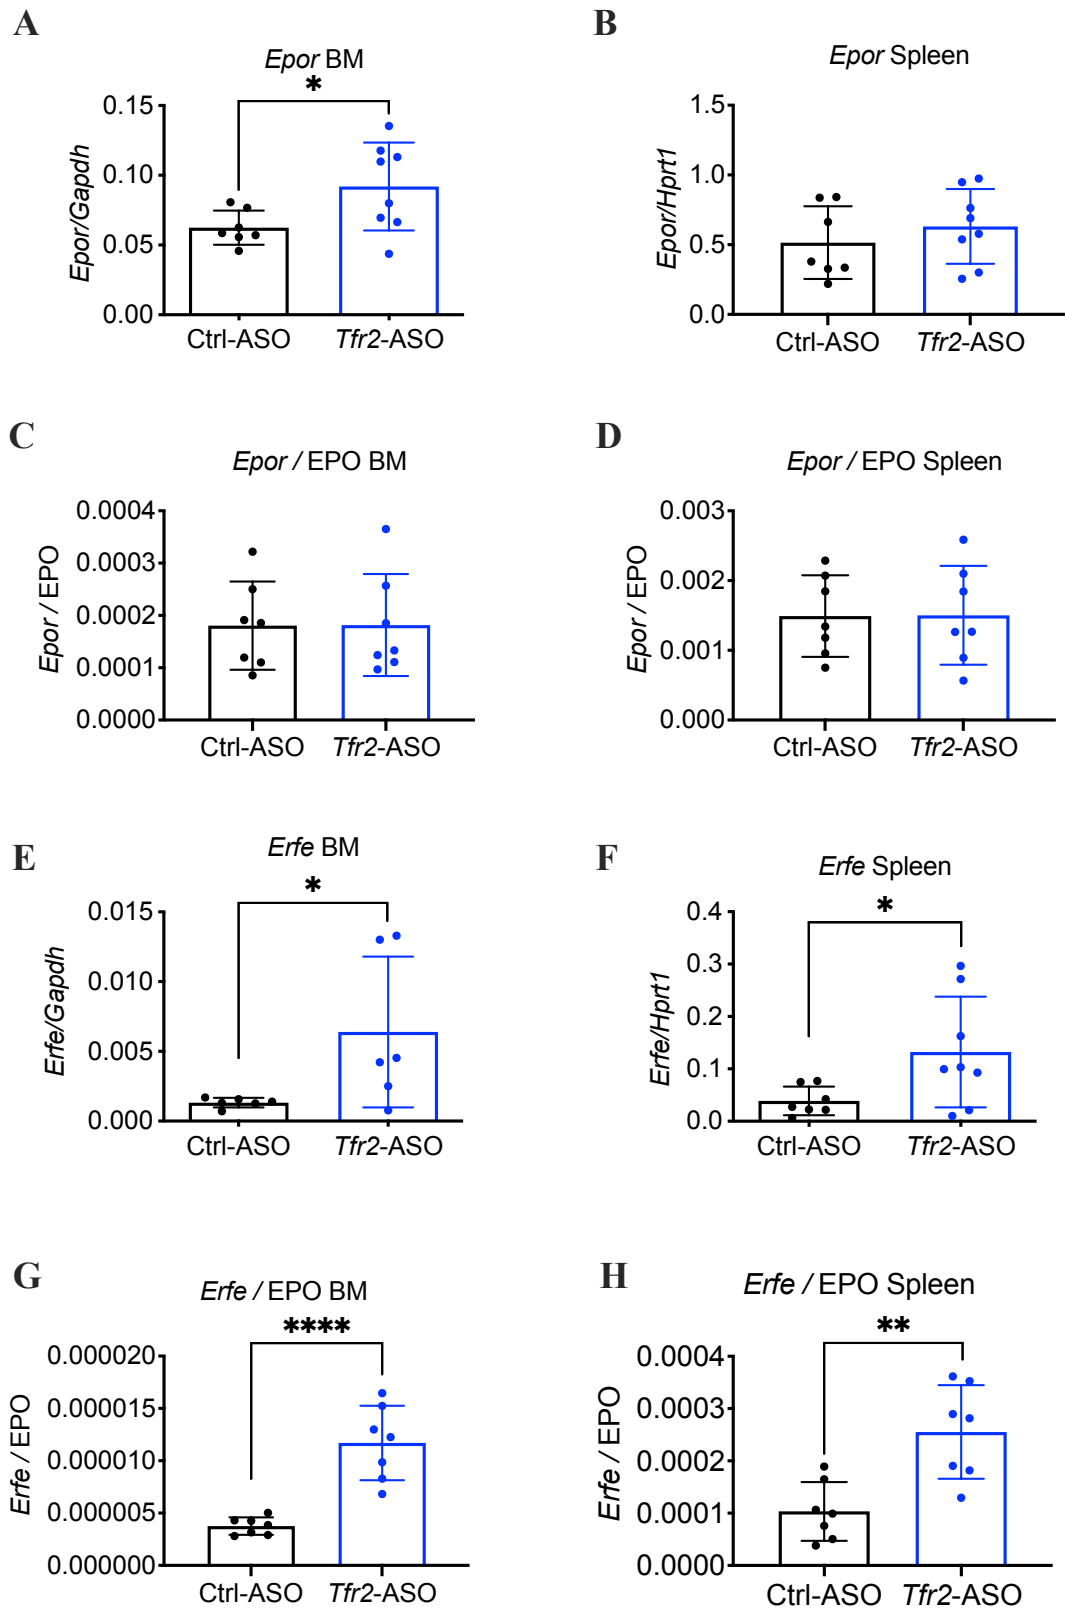 A
Epor BM
*
0.15
0.10
0.05
0.00
Epor/Gapdh
Ctrl-ASO
Tfr2-ASO
B
Epor Spleen
1.5
1.0
0.5
0.0
Epor/Hprt1
Ctrl-ASO
Tfr2-ASO
C
Epor / EPO BM
0.0004
0.0003
0.0002
0.0001
0.0000
Epor / EPO
Ctrl-ASO
Tfr2-ASO
D
Epor / EPO Spleen
0.003
0.002
0.001
0.000
Epor / EPO
Ctrl-ASO
Tfr2-ASO
E
Erfe BM
*
0.015
0.010
0.005
0.000
Erfe/Gapdh
Ctrl-ASO
Tfr2-ASO
F
Erfe Spleen
*
0.4
0.3
0.2
0.1
0.0
Erfe/Hprt1
Ctrl-ASO
Tfr2-ASO
G
Erfe / EPO BM
****
0.000020
0.000015
0.000010
0.000005
0.000000
Erfe / EPO
Ctrl-ASO
Tfr2-ASO
H
Erfe / EPO Spleen
**
0.0004
0.0003
0.0002
0.0001
0.0000
Erfe / EPO
Ctrl-ASO
Tfr2-ASO